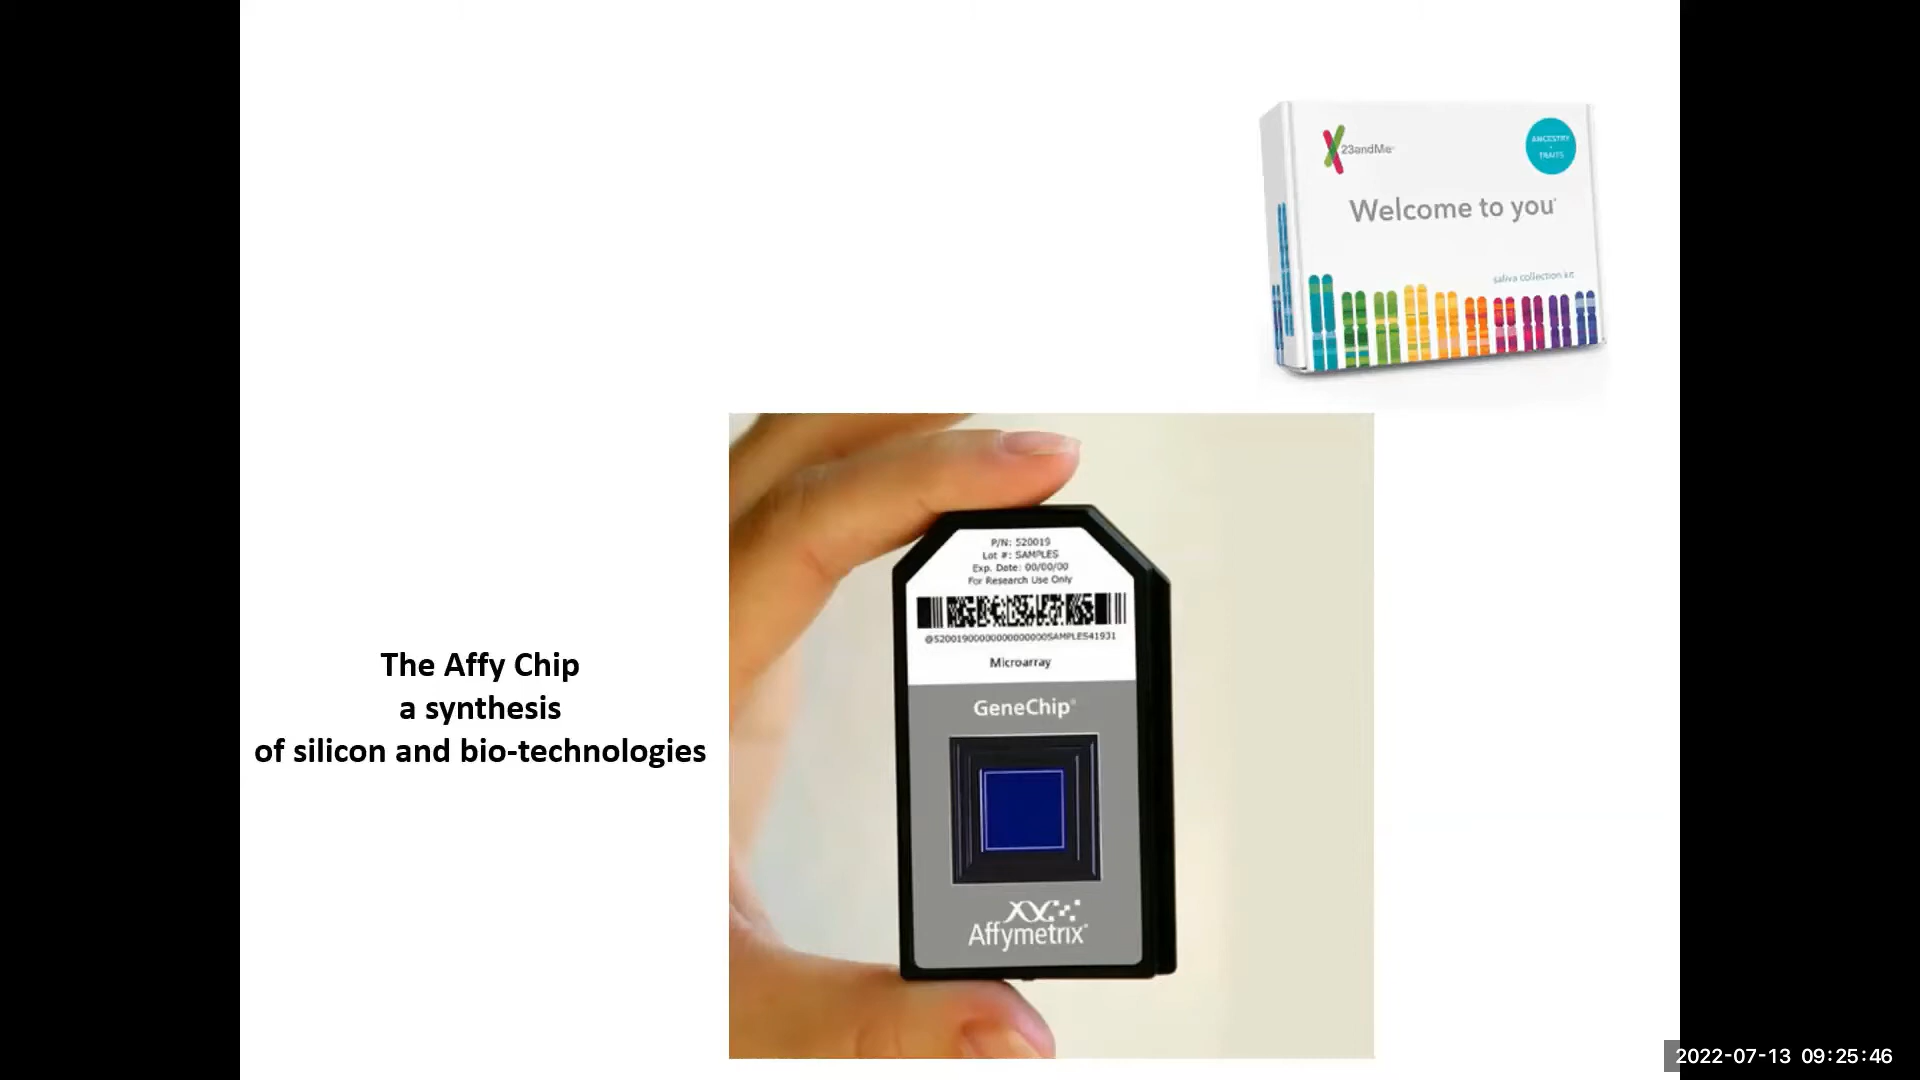 23andMe
ANCESTRY
+
TRAITS
Welcome to you
saliva collection kit
P/N: 520019
Lot #: SAMPLES
Exp. Date: 00/00/00
For Research Use Only
Microarray
GeneChip®
Affymetrix
The Affy Chip
a synthesis
of silicon and bio-technologies
2022-07-13 09:25:46